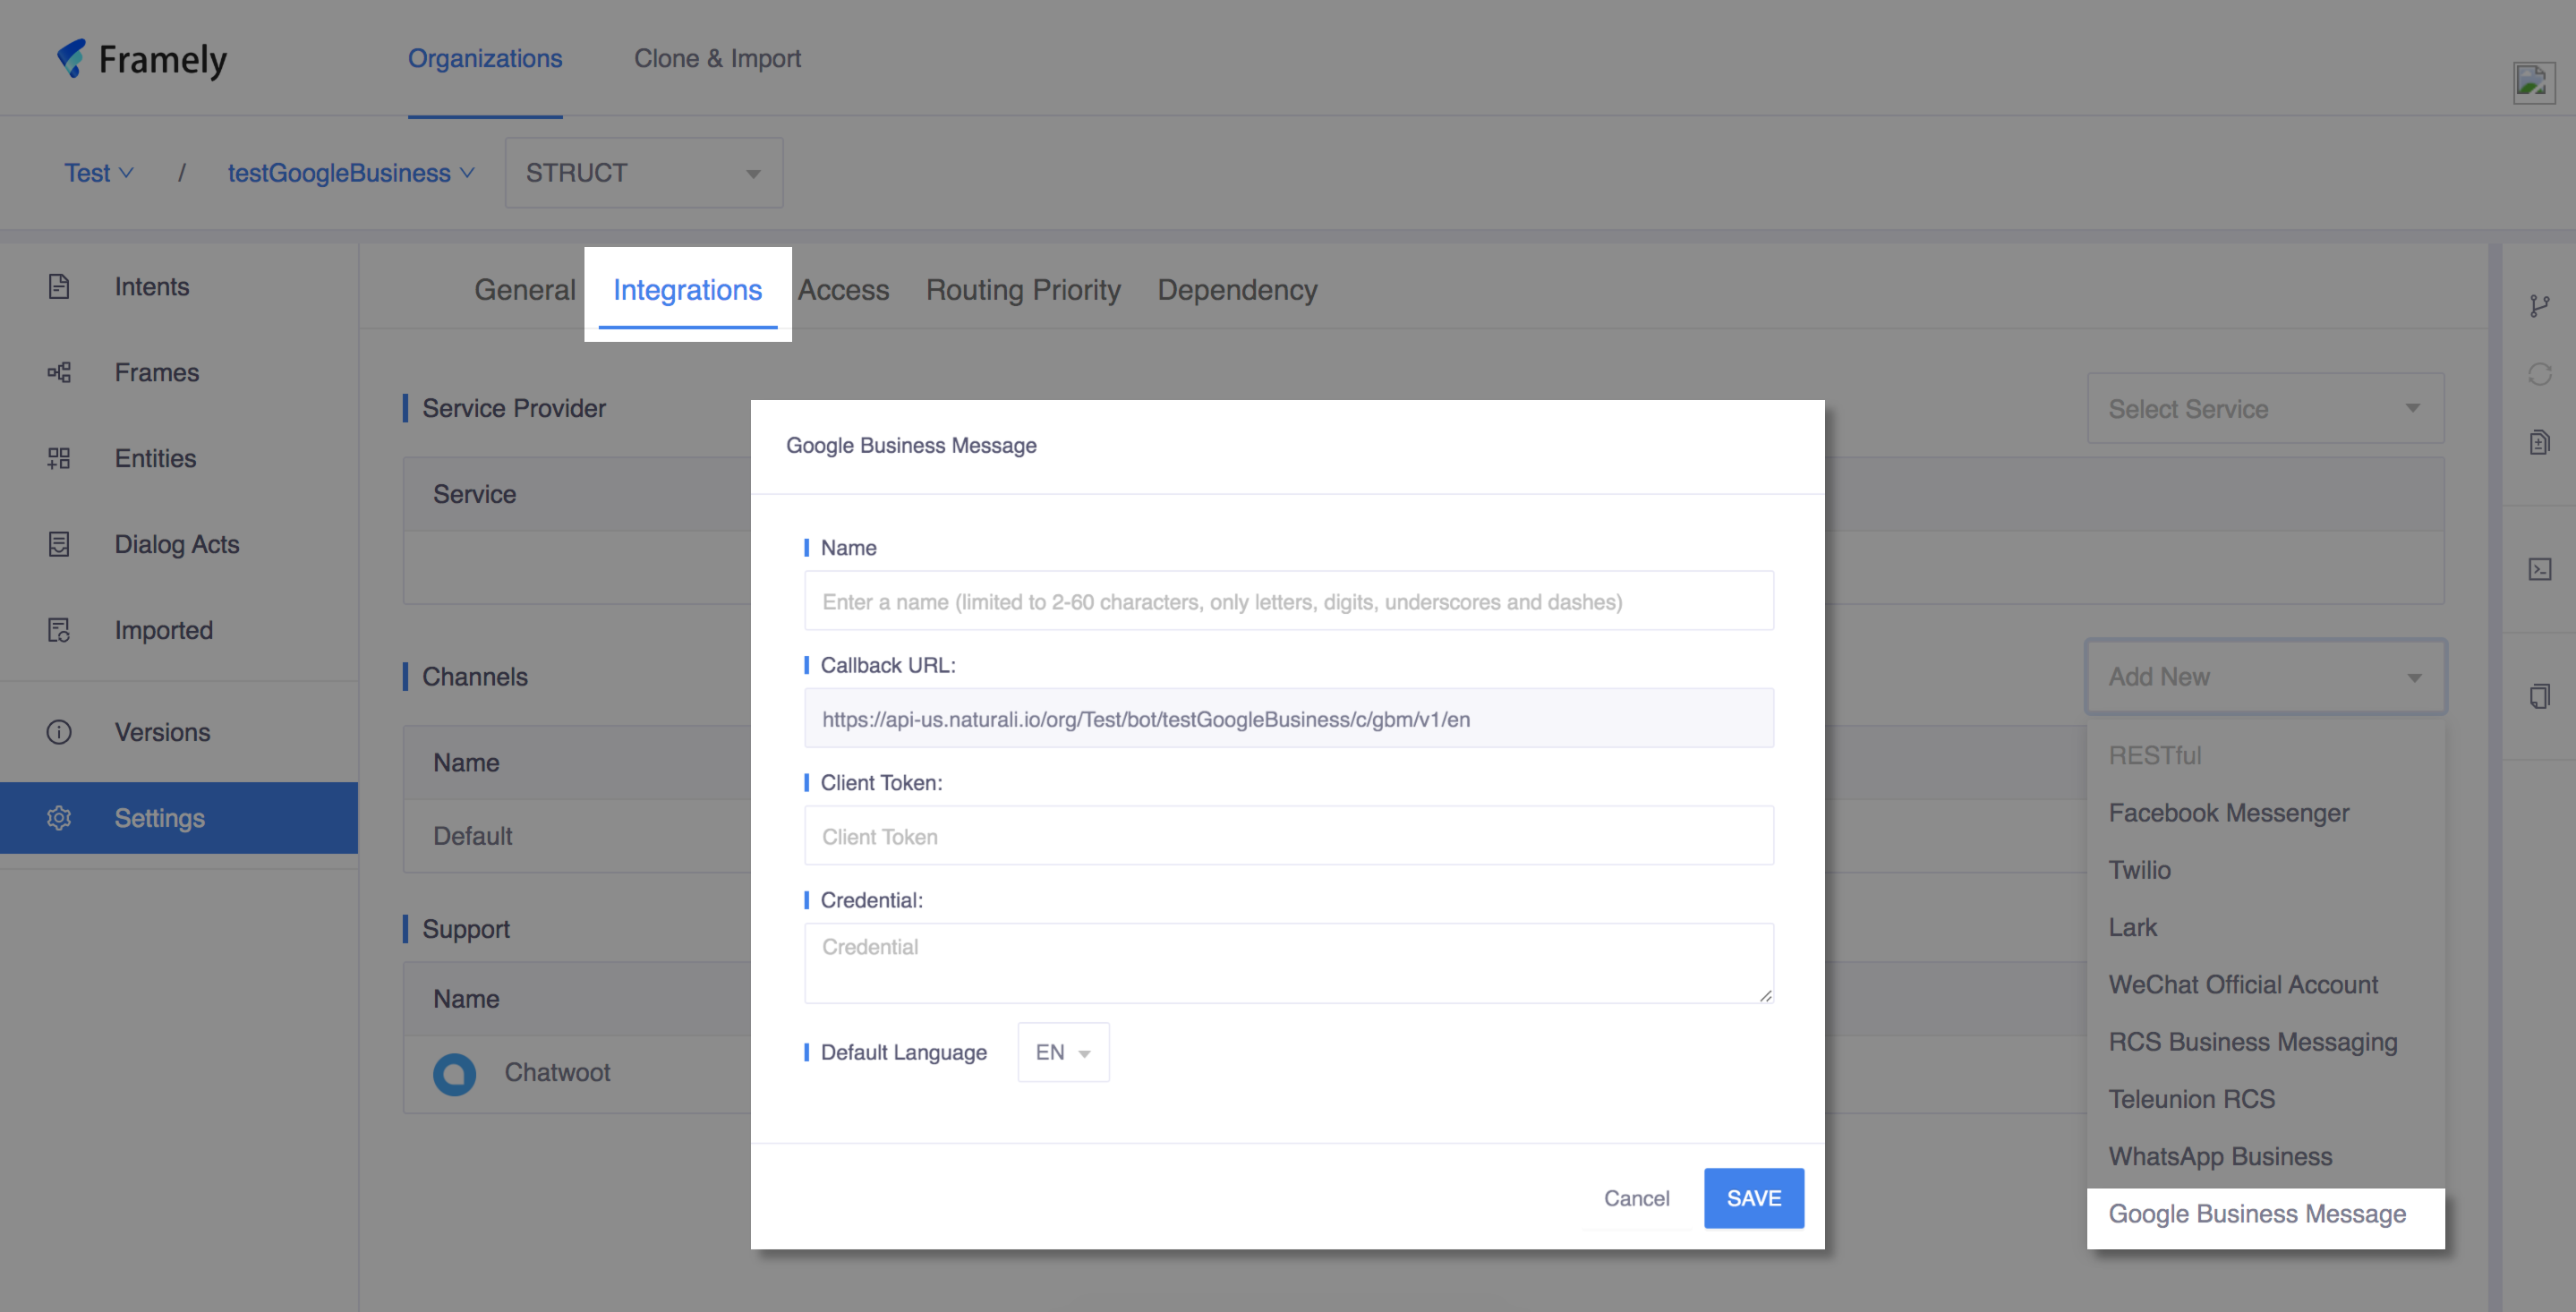 Framely
Organizations
Clone & Import
Test / testGoogleBusiness
STRUCT
Intents
Frames
Entities
Dialog Acts
Imported
Versions
Settings
General
Integrations
Access
Routing Priority
Dependency
Service Provider
Select Service
Service
Channels
Add New
Name
Default
Support
Name
Chatwoot
Google Business Message
Name
Enter a name (limited to 2-60 characters, only letters, digits, underscores and dashes)
Callback URL:
https://api-us.naturali.io/org/Test/bot/testGoogleBusiness/c/gbm/v1/en
Client Token:
Client Token
Credential:
Credential
Default Language
EN
Cancel
SAVE
RESTful
Facebook Messenger
Twilio
Lark
WeChat Official Account
RCS Business Messaging
Teleunion RCS
WhatsApp Business
Google Business Message